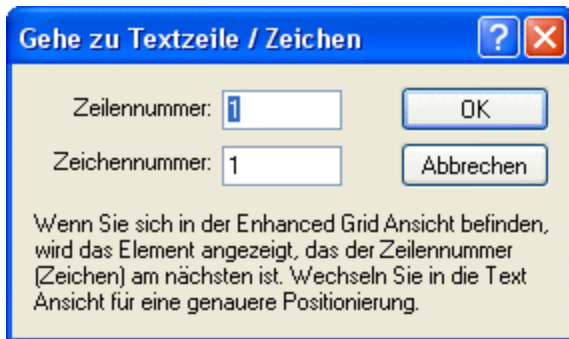 Gehe zu Textzeile / Zeichen
Zeilennummer: 1
OK
Zeichennummer: 1
Abbrechen
Wenn Sie sich in der Enhanced Grid Ansicht befinden,
wird das Element angezeigt, das der Zeilennummer
(Zeichen) am nächsten ist. Wechseln Sie in die Text
Ansicht für eine genauere Positionierung.